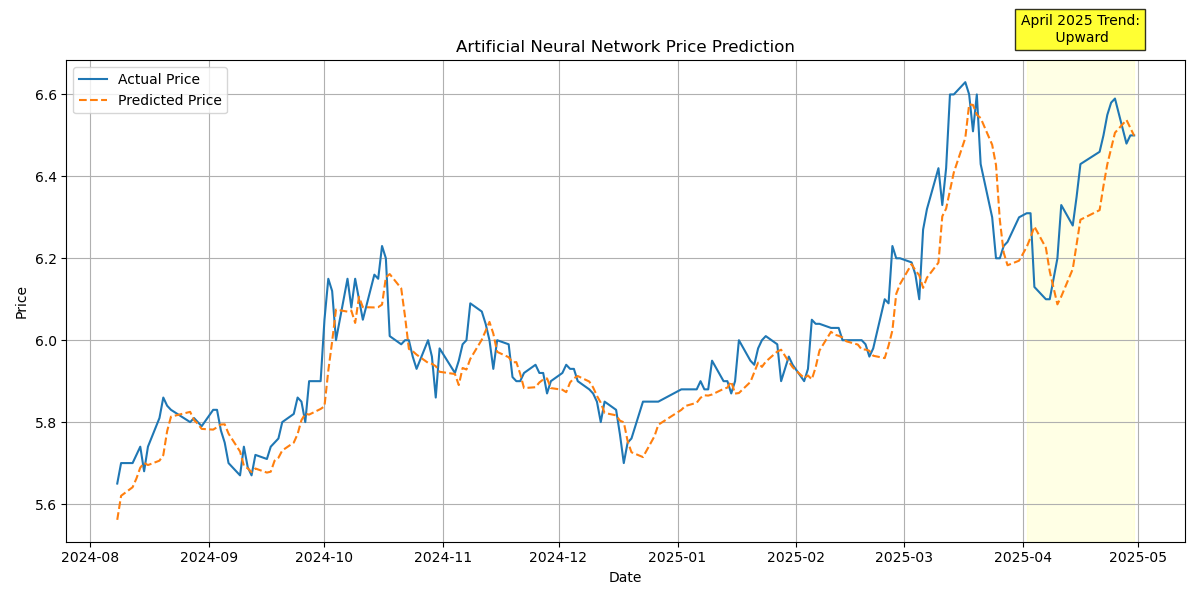 April 2025 Trend:
Upward
Artificial Neural Network Price Prediction
Actual Price
Predicted Price
Price
6.6
6.4
6.2
6.0
5.8
5.6
2024-08 2024-09 2024-10 2024-11 2024-12 2025-01 2025-02 2025-03 2025-04 2025-05
Date